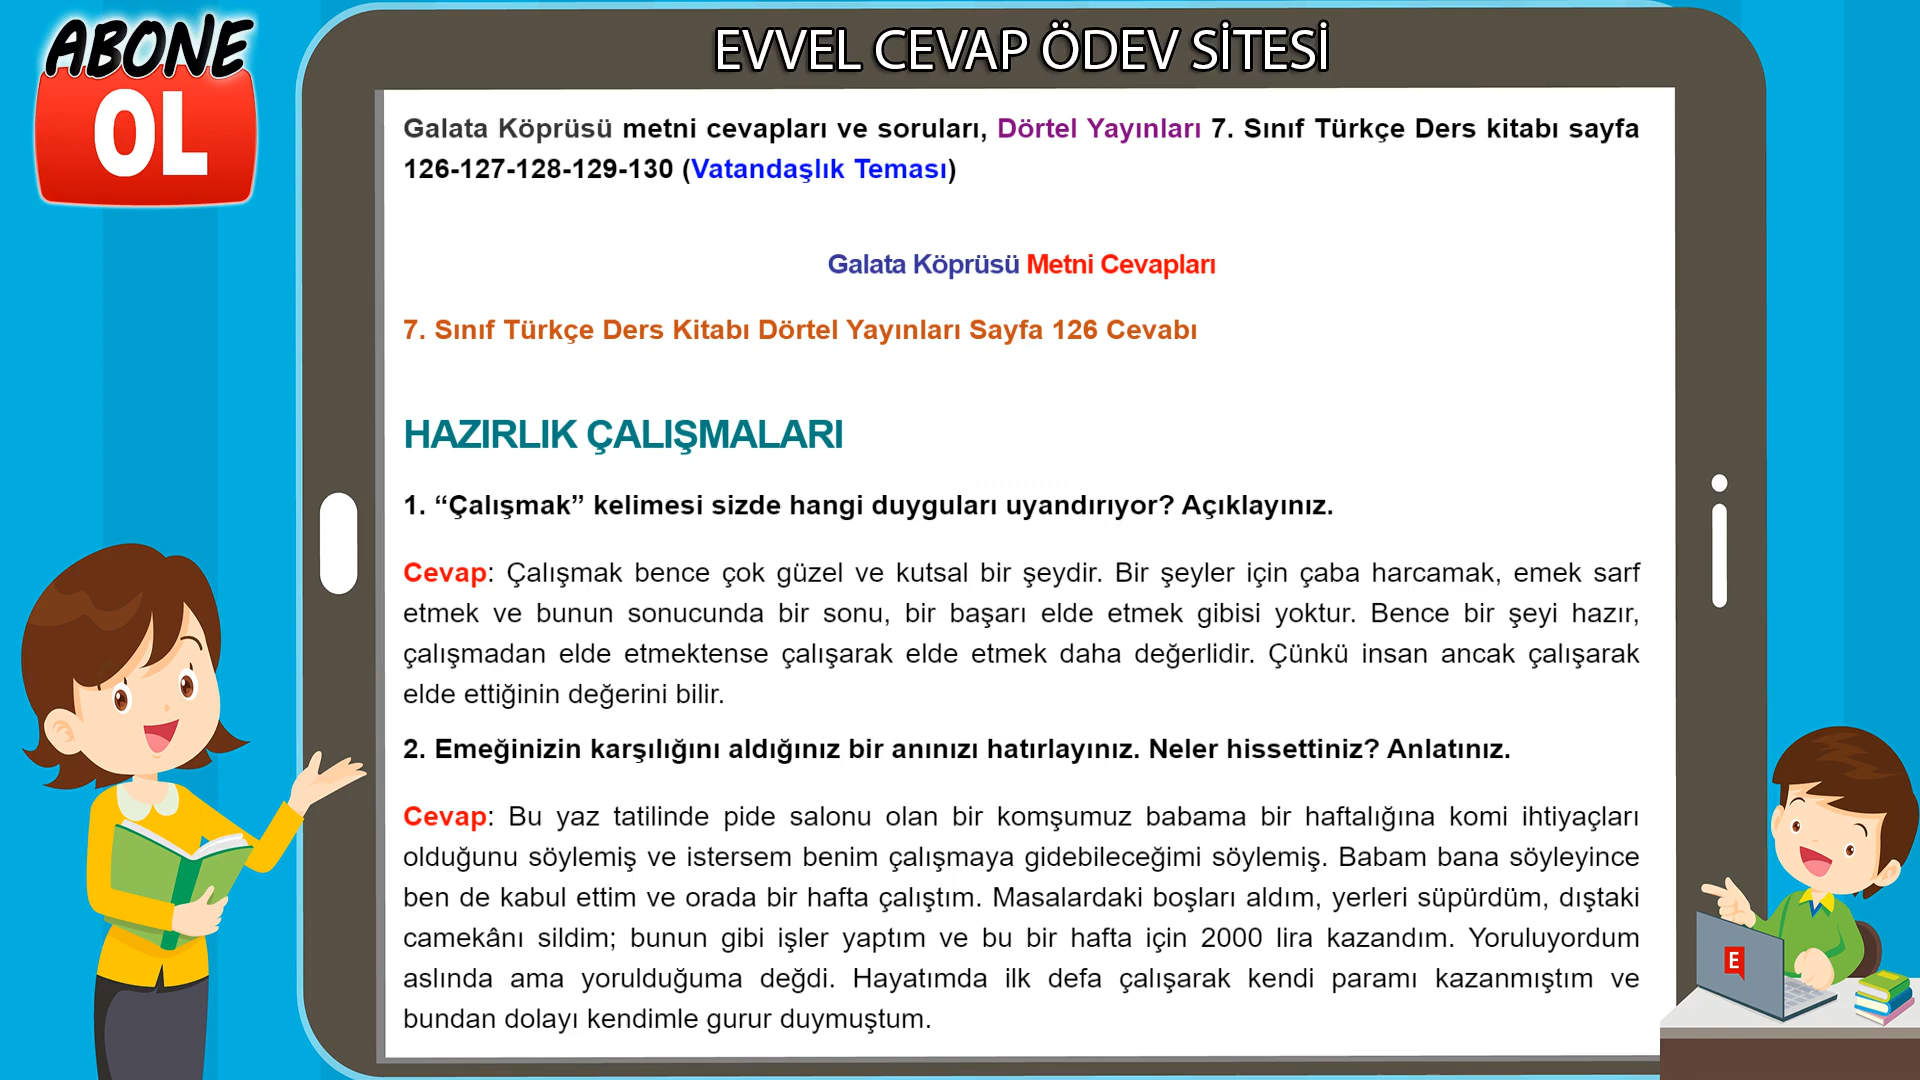 ABONE
OL
EVVEL CEVAP ÖDEV SİTESİ
Galata Köprüsü metni cevapları ve soruları, Dörtel Yayınları 7. Sınıf Türkçe Ders kitabı sayfa
126-127-128-129-130 (Vatandaşlık Teması)
Galata Köprüsü Metni Cevapları
7. Sınıf Türkçe Ders Kitabı Dörtel Yayınları Sayfa 126 Cevabı
HAZIRLIK ÇALIŞMALARI
1. “Çalışmak” kelimesi sizde hangi duyguları uyandırıyor? Açıklayınız.
Cevap: Çalışmak bence çok güzel ve kutsal bir şeydir. Bir şeyler için çaba harcamak, emek sarf
etmek ve bunun sonucunda bir sonu, bir başarı elde etmek gibisi yoktur. Bence bir şeyi hazır,
çalışmadan elde etmektense çalışarak elde etmek daha değerlidir. Çünkü insan ancak çalışarak
elde ettiğinin değerini bilir.
2. Emeğinizin karşılığını aldığınız bir anınızı hatırlayınız. Neler hissettiniz? Anlatınız.
Cevap: Bu yaz tatilinde pide salonu olan bir komşumuz babama bir haftalığına komi ihtiyaçları
olduğunu söylemiş ve istersem benim çalışmaya gidebileceğimi söylemiş. Babam bana söyleyince
ben de kabul ettim ve orada bir hafta çalıştım. Masalardaki boşları aldım, yerleri süpürdüm, dıştaki
camekânı sildim; bunun gibi işler yaptım ve bu bir hafta için 2000 lira kazandım. Yoruluyordum
aslında ama yorulduğuma değdi. Hayatımda ilk defa çalışarak kendi paramı kazanmıştım ve
bundan dolayı kendimle gurur duymuştum.
E